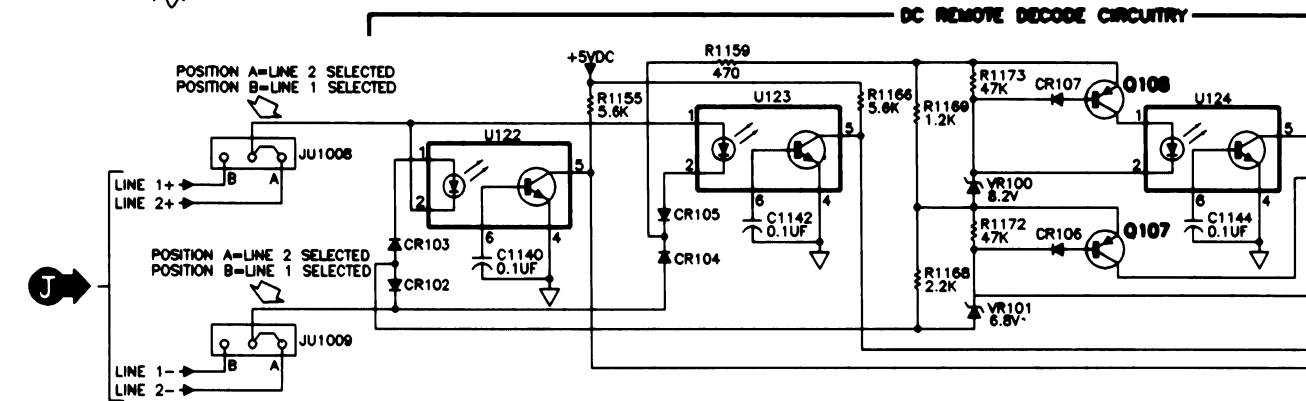 DC REMOTE DECODE CIRCUITRY
POSITION A=LINE 2 SELECTED
POSITION B=LINE 1 SELECTED
JU1008
B A
LINE 1+
LINE 2+
POSITION A=LINE 2 SELECTED
POSITION B=LINE 1 SELECTED
J
JU1009
B A
LINE 1-
LINE 2-
+5VDC
R1155
5.6K
U122
1
2
5
6
4
C1140
0.1UF
CR103
CR102
R1159
470
U123
1
2
5
6
4
C1142
0.1UF
CR105
CR104
R1166
5.6K
R1169
1.2K
R1173
47K
CR107
Q108
VR100
8.2V
R1172
47K
CR106
Q107
R1168
2.2K
VR101
6.8V
U124
1
2
5
6
4
C1144
0.1UF